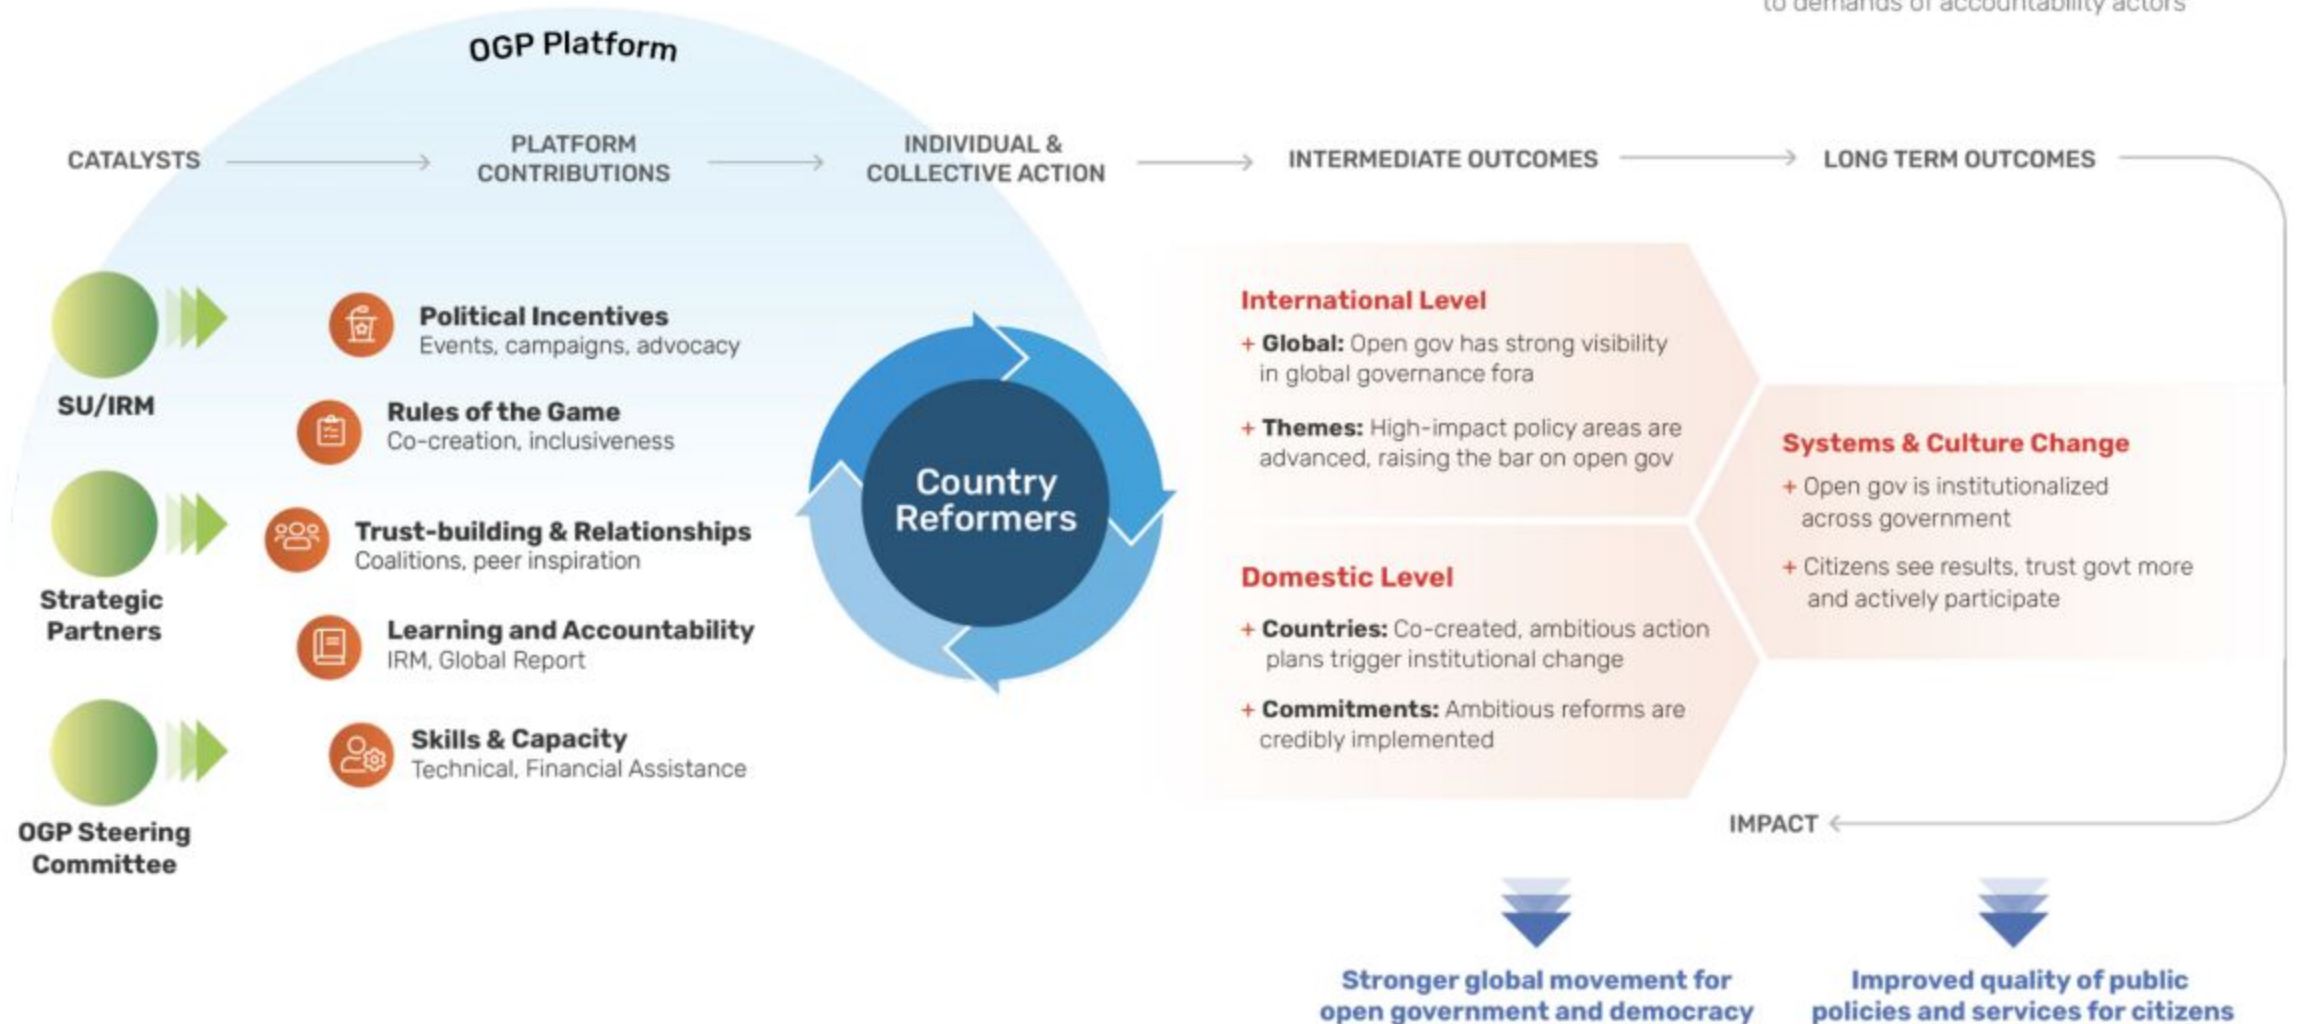 to demands of accountability actors
OGP Platform
CATALYSTS
PLATFORM
CONTRIBUTIONS
INDIVIDUAL &
COLLECTIVE ACTION
INTERMEDIATE OUTCOMES
LONG TERM OUTCOMES
SU/IRM
Strategic
Partners
OGP Steering
Committee
Political Incentives
Events, campaigns, advocacy
Rules of the Game
Co-creation, inclusiveness
Trust-building & Relationships
Coalitions, peer inspiration
Learning and Accountability
IRM, Global Report
Skills & Capacity
Technical, Financial Assistance
Country
Reformers
International Level
+ Global: Open gov has strong visibility
in global governance fora
+ Themes: High-impact policy areas are
advanced, raising the bar on open gov
Domestic Level
+ Countries: Co-created, ambitious action
plans trigger institutional change
+ Commitments: Ambitious reforms are
credibly implemented
Systems & Culture Change
+ Open gov is institutionalized
across government
+ Citizens see results, trust govt more
and actively participate
IMPACT
Stronger global movement for
open government and democracy
Improved quality of public
policies and services for citizens